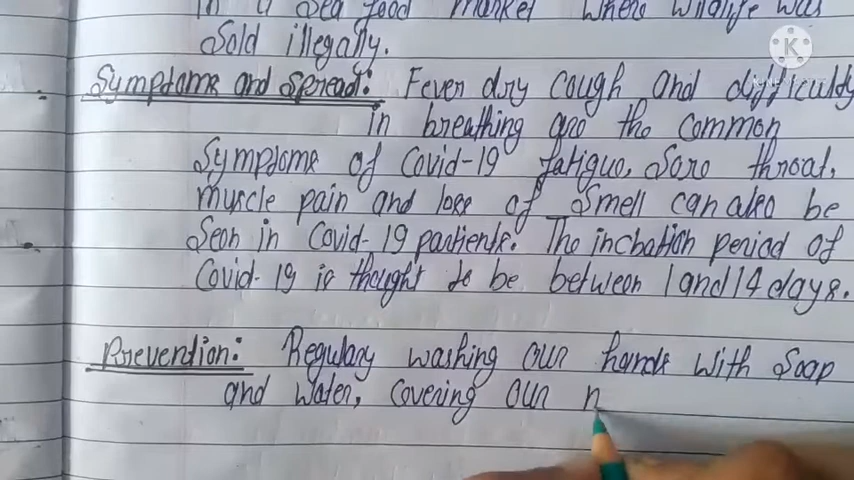 in a Sea food market where wildlife was
Sold illegally.
Symptoms and Spread: Fever dry cough and difficulty
in breathing are the common
Symptoms of Covid-19 fatigue, Sore throat,
muscle pain and loss of Smell can also be
Seen in Covid-19 patients. The incbation period of
Covid-19 is thought to be between 1 and 14 days.
Prevention: Regulary washing our hands with Soap
and water, Covering our n
K